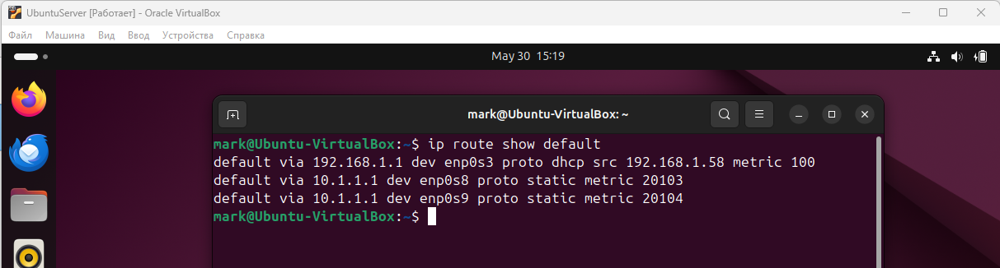 UbuntuServer [Работает] - Oracle VirtualBox
Файл Машина Вид Ввод Устройства Справка
May 30 15:19
mark@Ubuntu-VirtualBox: ~
mark@Ubuntu-VirtualBox:~$ ip route show default
default via 192.168.1.1 dev enp0s3 proto dhcp src 192.168.1.58 metric 100
default via 10.1.1.1 dev enp0s8 proto static metric 20103
default via 10.1.1.1 dev enp0s9 proto static metric 20104
mark@Ubuntu-VirtualBox:~$